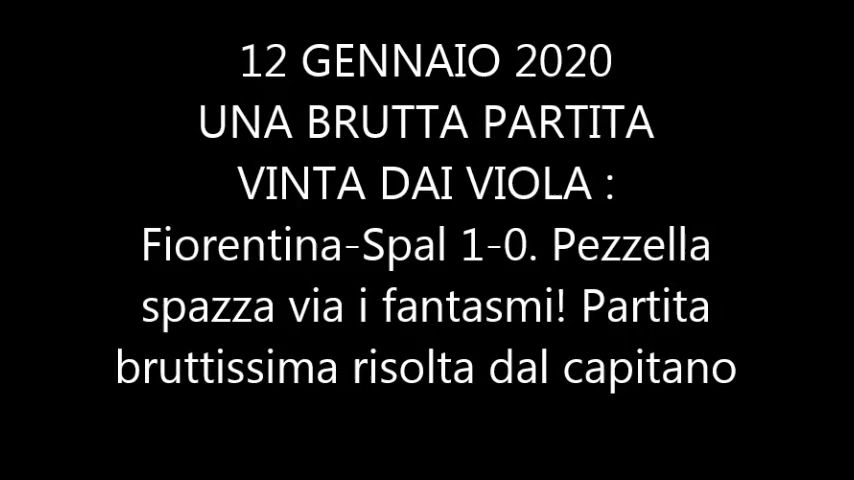 12 GENNAIO 2020
UNA BRUTTA PARTITA
VINTA DAI VIOLA :
Fiorentina-Spal 1-0. Pezzella
spazza via i fantasmi! Partita
bruttissima risolta dal capitano